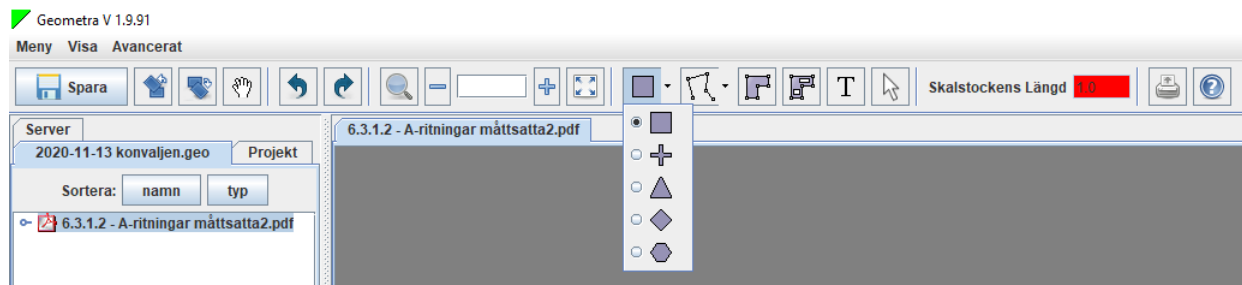 Geometra V 1.9.91
Meny Visa Avancerat
Spara T Skalstockens Längd 1.0
Server
2020-11-13 konvaljen.geo Projekt
6.3.1.2 - A-ritningar måttsatta2.pdf
Sortera: namn typ
6.3.1.2 - A-ritningar måttsatta2.pdf